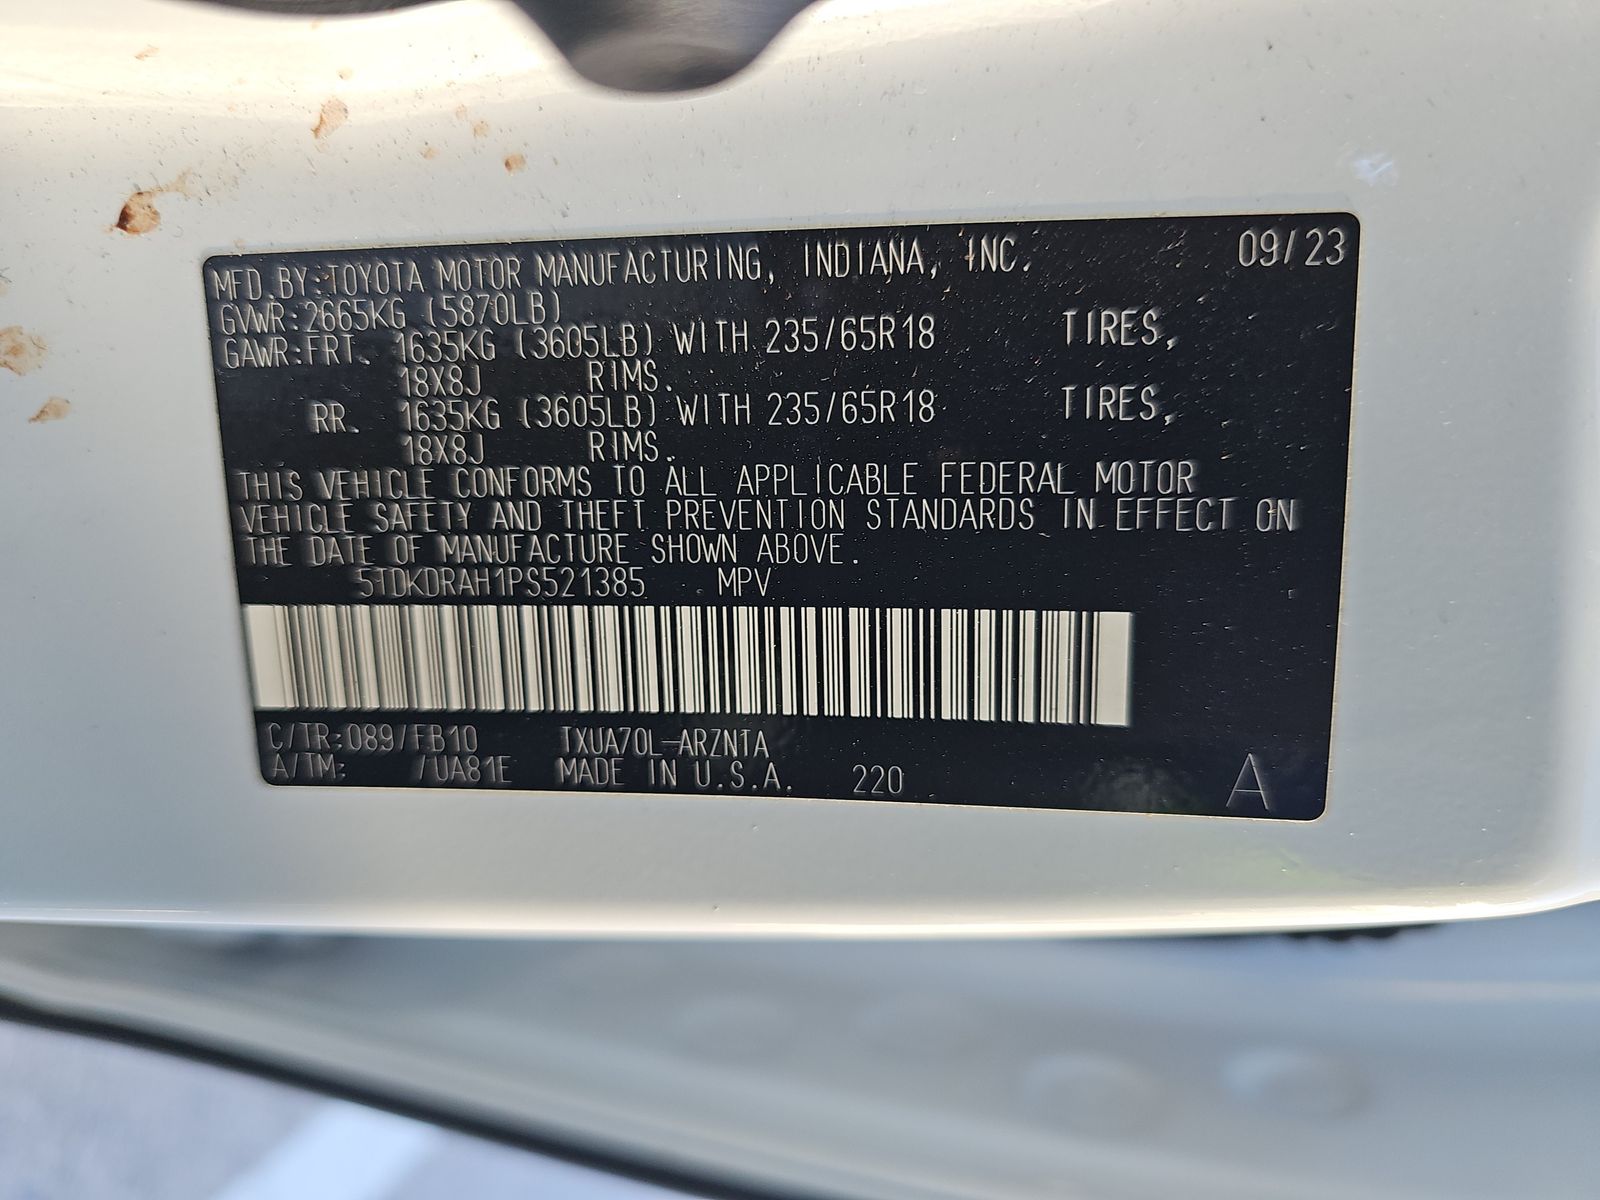 MFD.BY:TOYOTA MOTOR MANUFACTURING, INDIANA, INC. 09/23
GVWR:2665KG (5870LB)
GAWR:FRT. 1635KG (3605LB) WITH 235/65R18 TIRES,
18X8J RIMS.
RR. 1635KG (3605LB) WITH 235/65R18 TIRES,
18X8J RIMS.
THIS VEHICLE CONFORMS TO ALL APPLICABLE FEDERAL MOTOR
VEHICLE SAFETY AND THEFT PREVENTION STANDARDS IN EFFECT ON
THE DATE OF MANUFACTURE SHOWN ABOVE.
5TDKDRAH1PS521385 MPV
C/TR:089/FB10 TXUA70L-ARZNTA
A/TM: /UA81E MADE IN U.S.A. 220 A